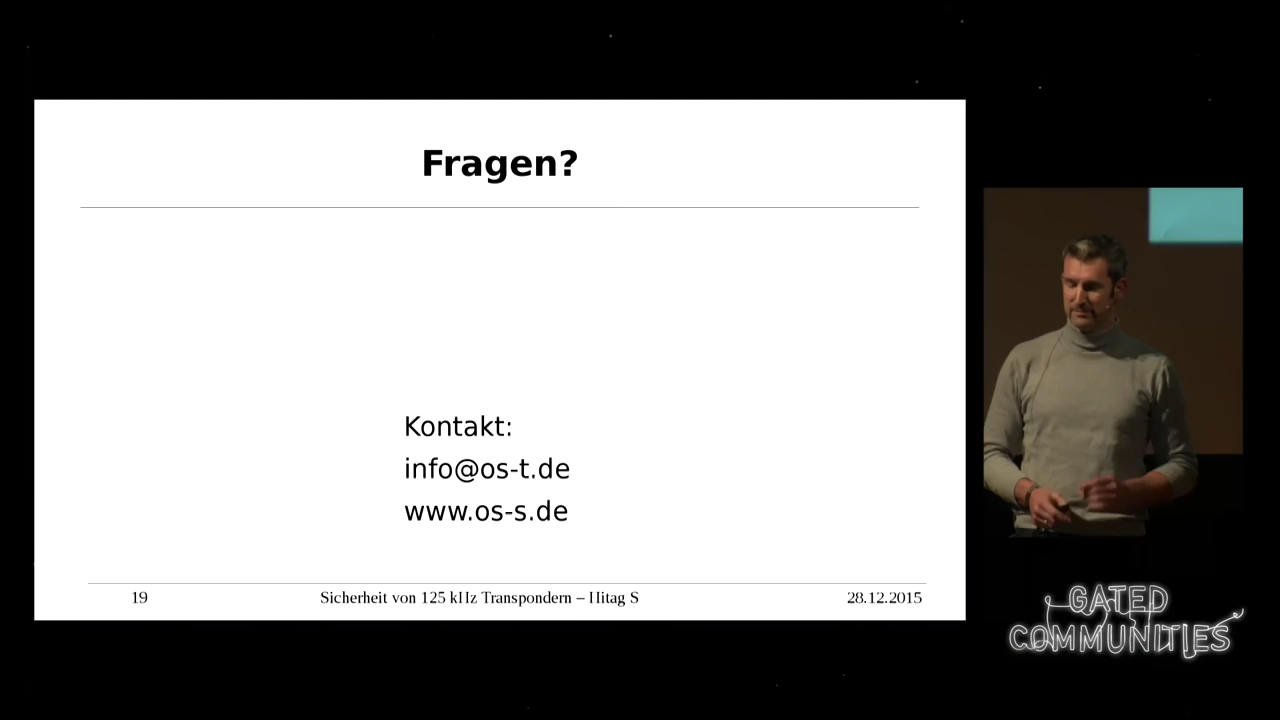 Fragen?
Kontakt:
info@os-t.de
www.os-s.de
19 Sicherheit von 125 kHz Transpondern – Hitag S 28.12.2015
GATED
COMMUNITIES